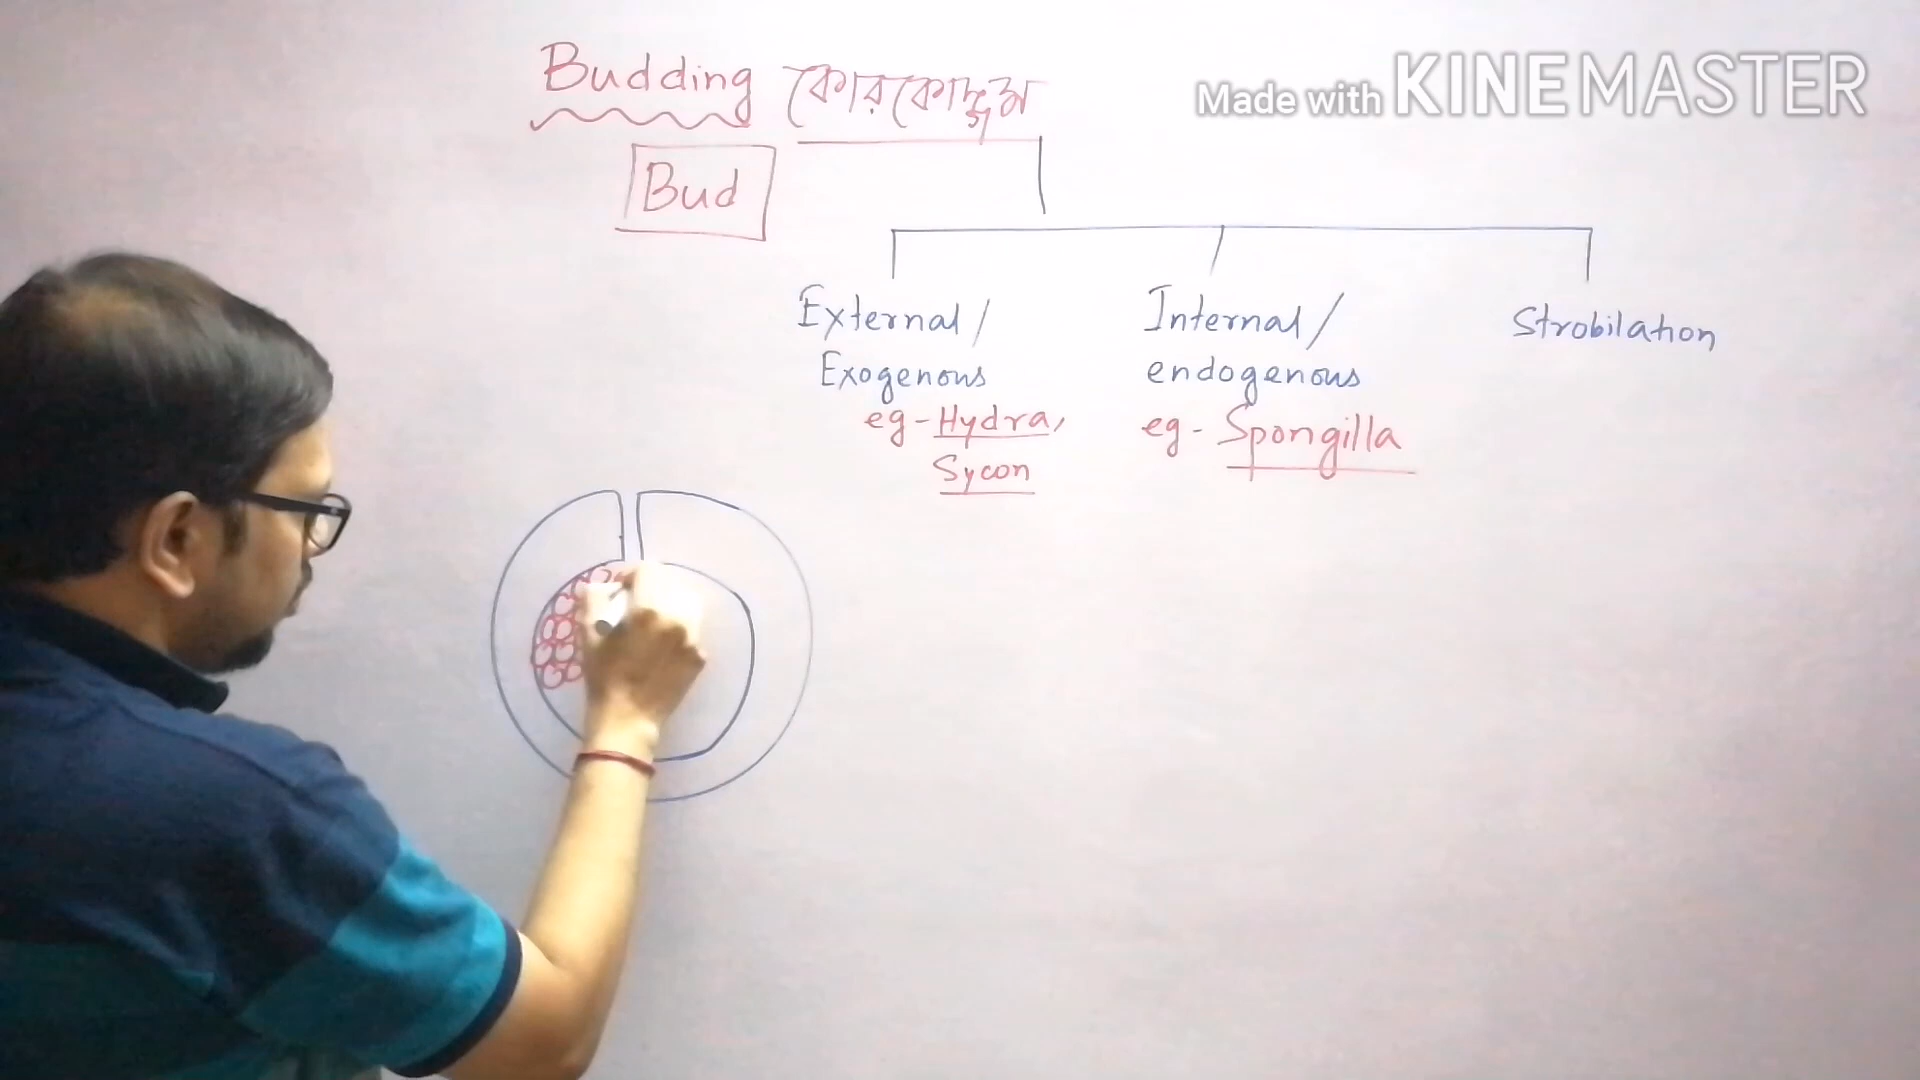 Budding কোরকোদ্গম
Made with KINEMASTER
Bud
External/
Exogenous
eg-Hydra,
Sycon
Internal/
endogenous
eg-Spongilla
Strobilation